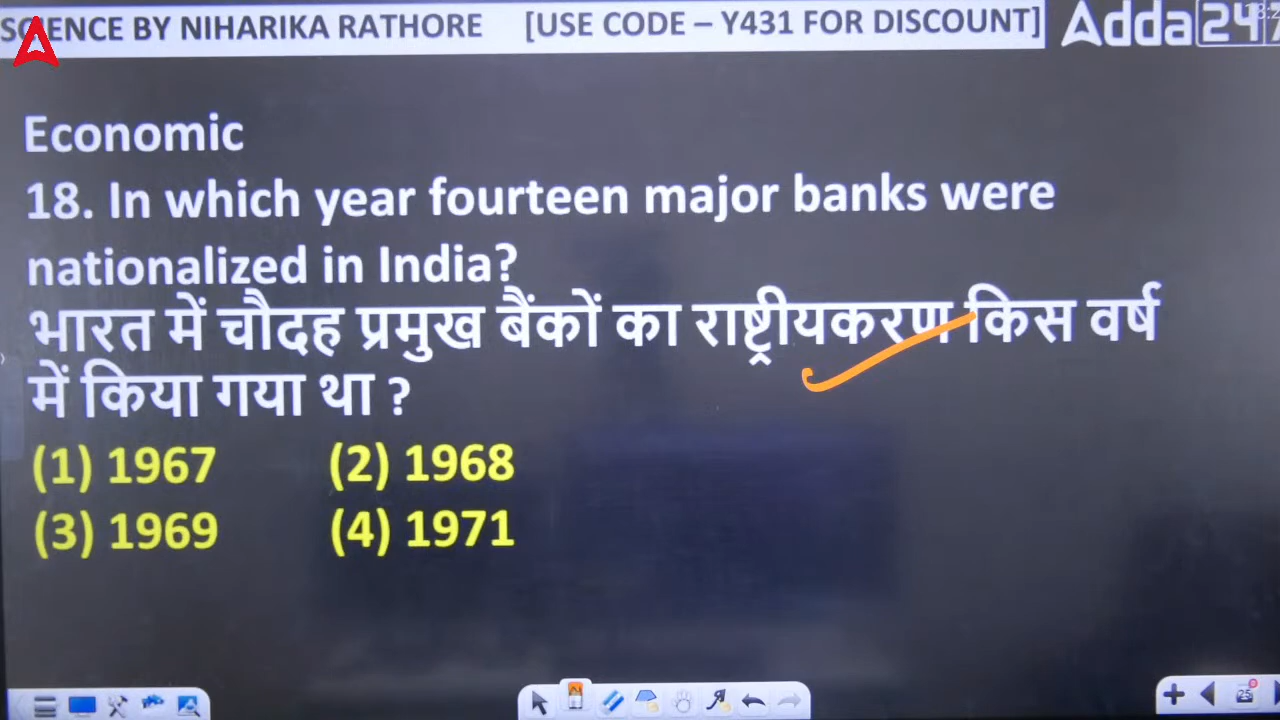 SCIENCE BY NIHARIKA RATHORE [USE CODE – Y431 FOR DISCOUNT] Adda247
Economic
18. In which year fourteen major banks were
nationalized in India?
भारत में चौदह प्रमुख बैंकों का राष्ट्रीयकरण किस वर्ष
में किया गया था ?
(1) 1967 (2) 1968
(3) 1969 (4) 1971
25